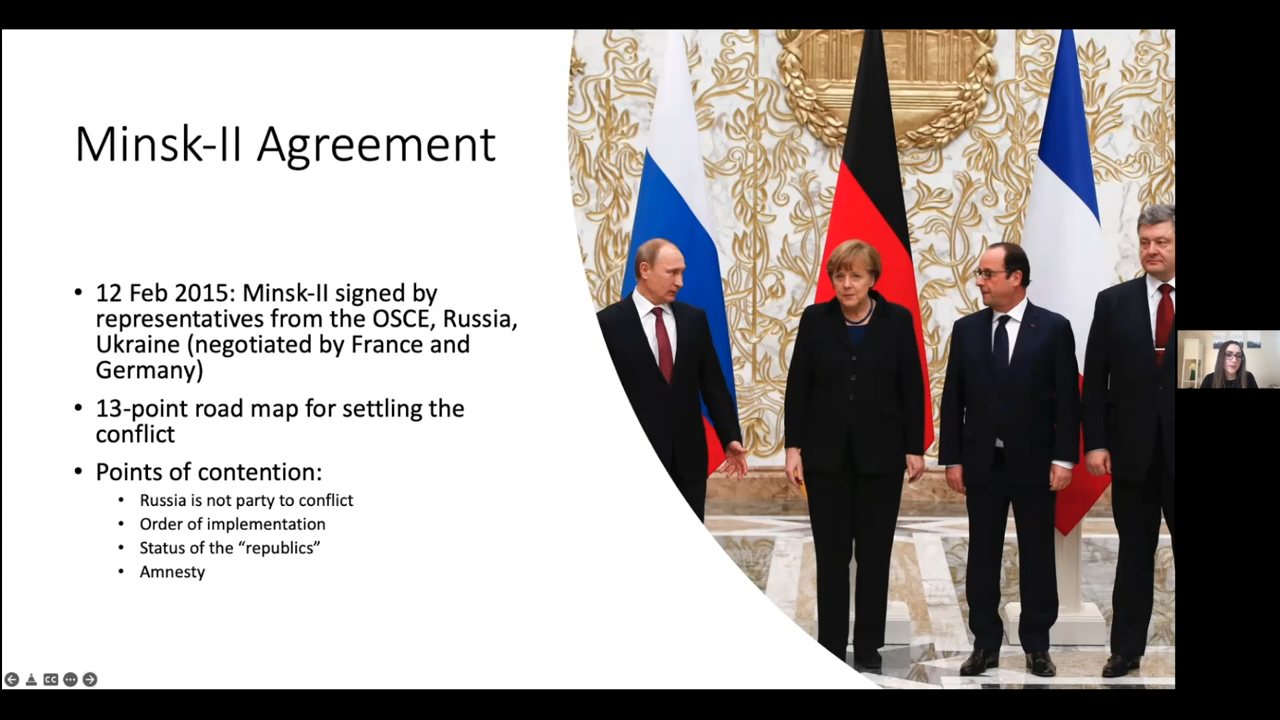 Minsk-II Agreement
• 12 Feb 2015: Minsk-II signed by
representatives from the OSCE, Russia,
Ukraine (negotiated by France and
Germany)
• 13-point road map for settling the
conflict
• Points of contention:
• Russia is not party to conflict
• Order of implementation
• Status of the “republics”
• Amnesty
CC